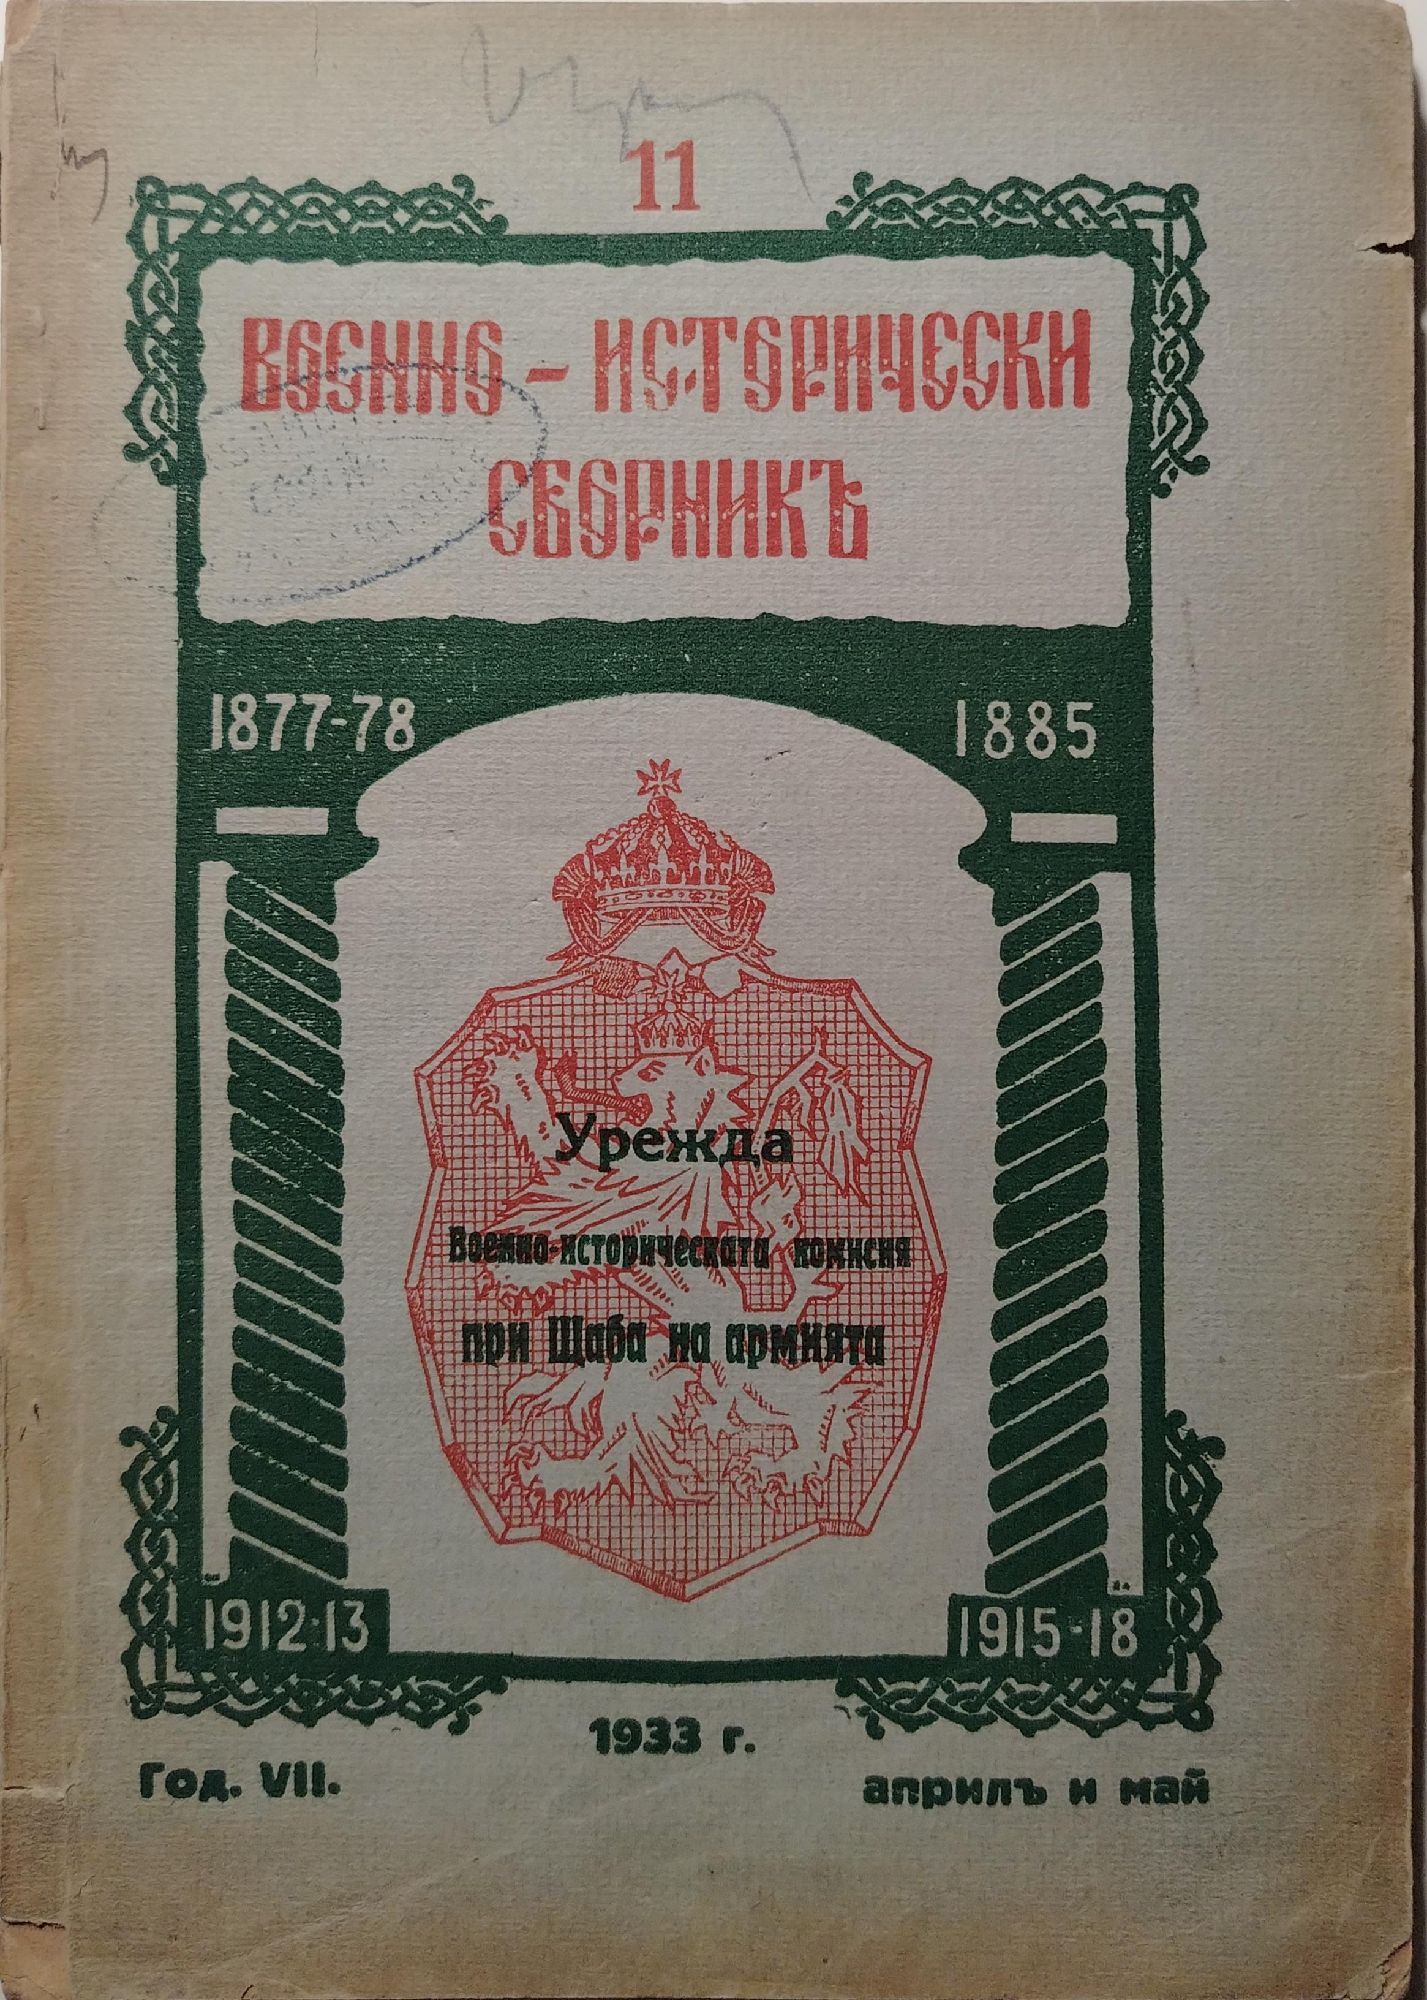 11
ВОЕННО - ИСТОРИЧЕСКИ
СБОРНИКЪ
1877-78
1885
Урежда
Военно-историческата комисия
при Щаба на армията
1912-13
1915-18
1933 г.
Год. VII.
априлъ и май